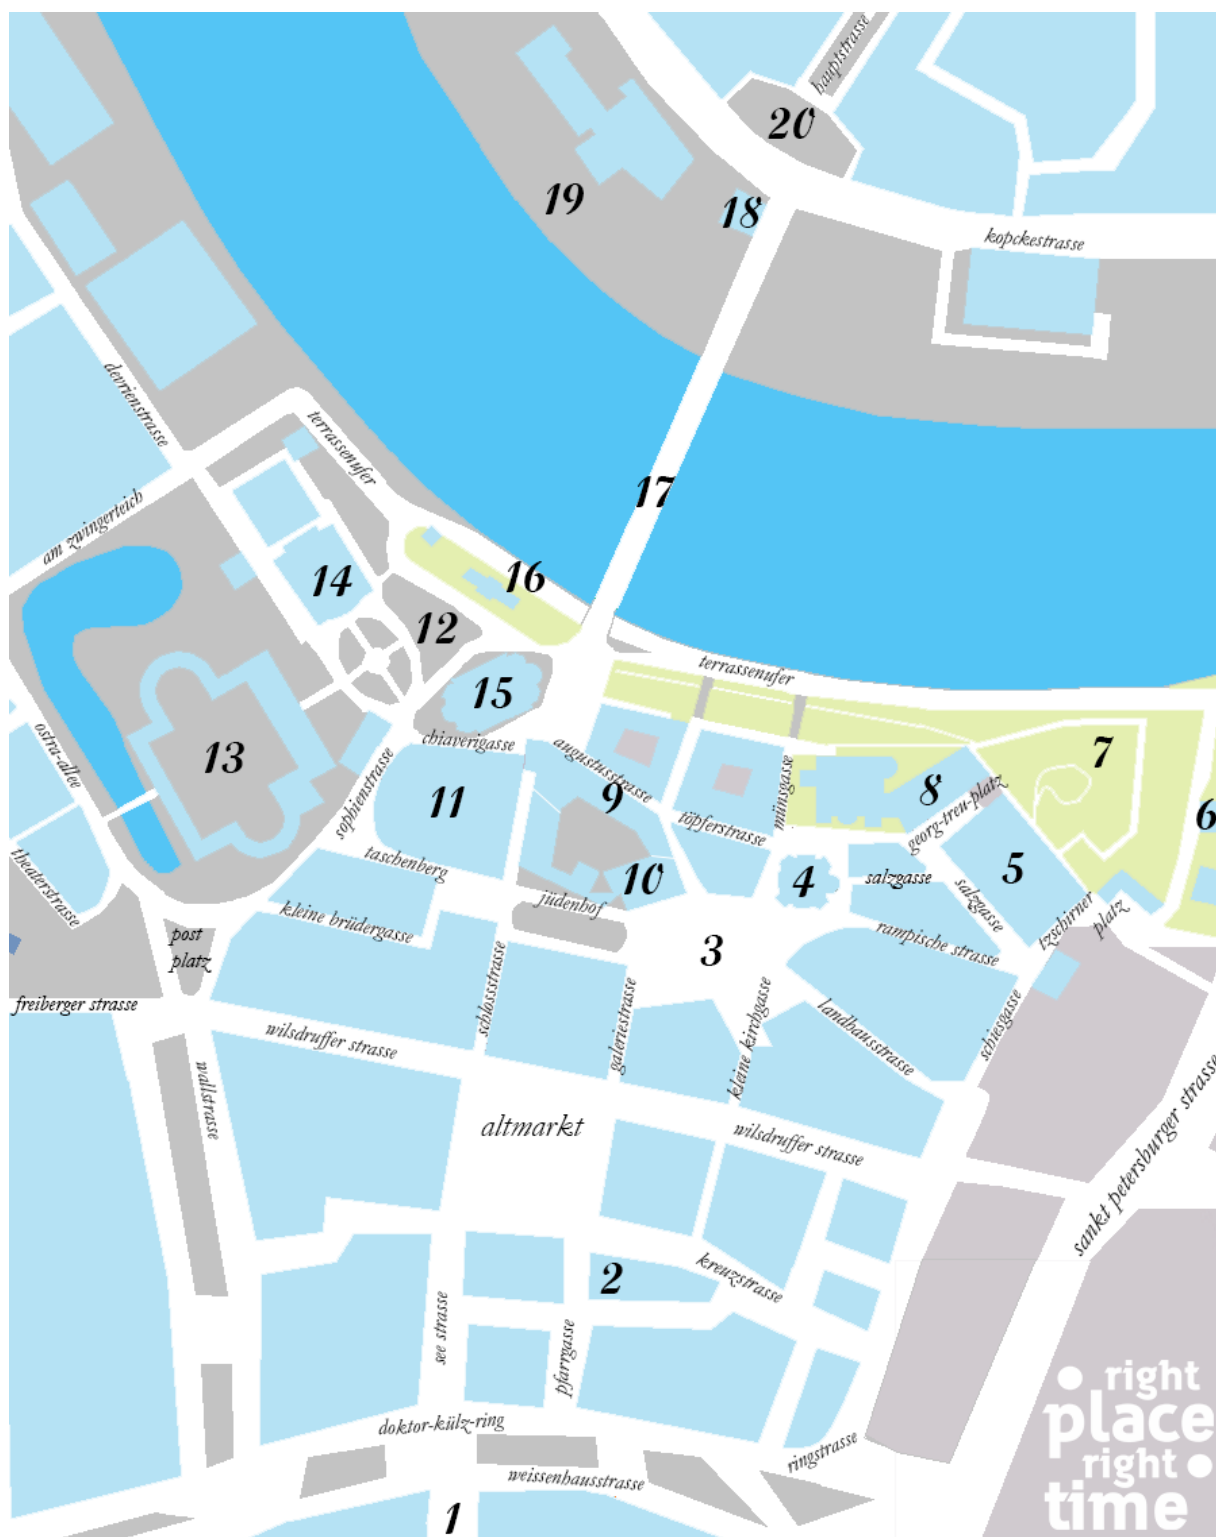 hauptstrasse
20
19
18
kopckestrasse
devrienstrasse
terrassenufer
17
am zwingerteich
16
14
12
terrassenufer
15
7
ostra-allee
13
chiaverigasse
augustusstrasse
sophienstrasse
11
9
münsgasse
8
georg-treu-platz
6
töpferstrasse
theaterstrasse
taschenberg
10
4
salzgasse
5
salzgasse
kleine brüdergasse
jüdenhof
tzschirner
platz
post
platz
3
rampische strasse
freiberger strasse
schlossstrasse
galeriestrasse
kleine kirchgasse
landhausstrasse
schiesgasse
wilsdruffer strasse
wallstrasse
altmarkt
wilsdruffer strasse
sankt petersburger strasse
2
kreuzstrasse
see strasse
pfarrgasse
doktor-külz-ring
ringstrasse
weissenhausstrasse
1
right
place
right
time